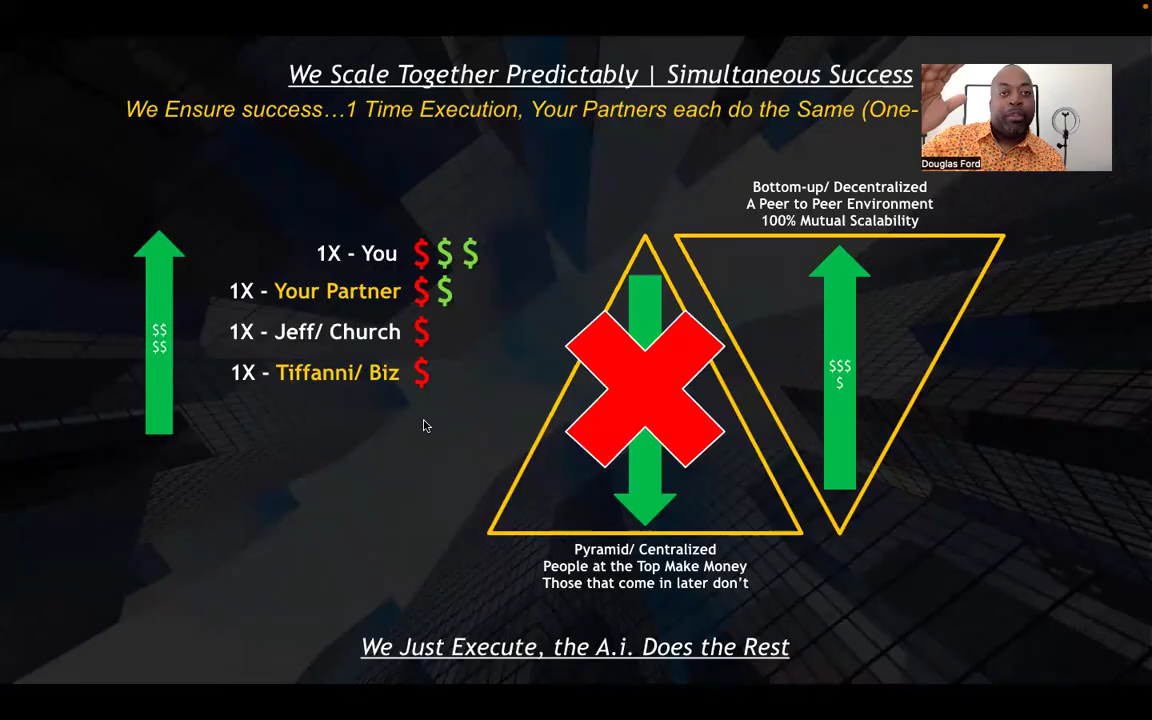 We Scale Together Predictably | Simultaneous Success
We Ensure success…1 Time Execution, Your Partners each do the Same (One-
Douglas Ford
Bottom-up/ Decentralized
A Peer to Peer Environment
100% Mutual Scalability
1X - You $ $ $
1X - Your Partner $ $
1X - Jeff/ Church $
1X - Tiffanni/ Biz $
$$
$$
$$$
$
Pyramid/ Centralized
People at the Top Make Money
Those that come in later don’t
We Just Execute, the A.i. Does the Rest